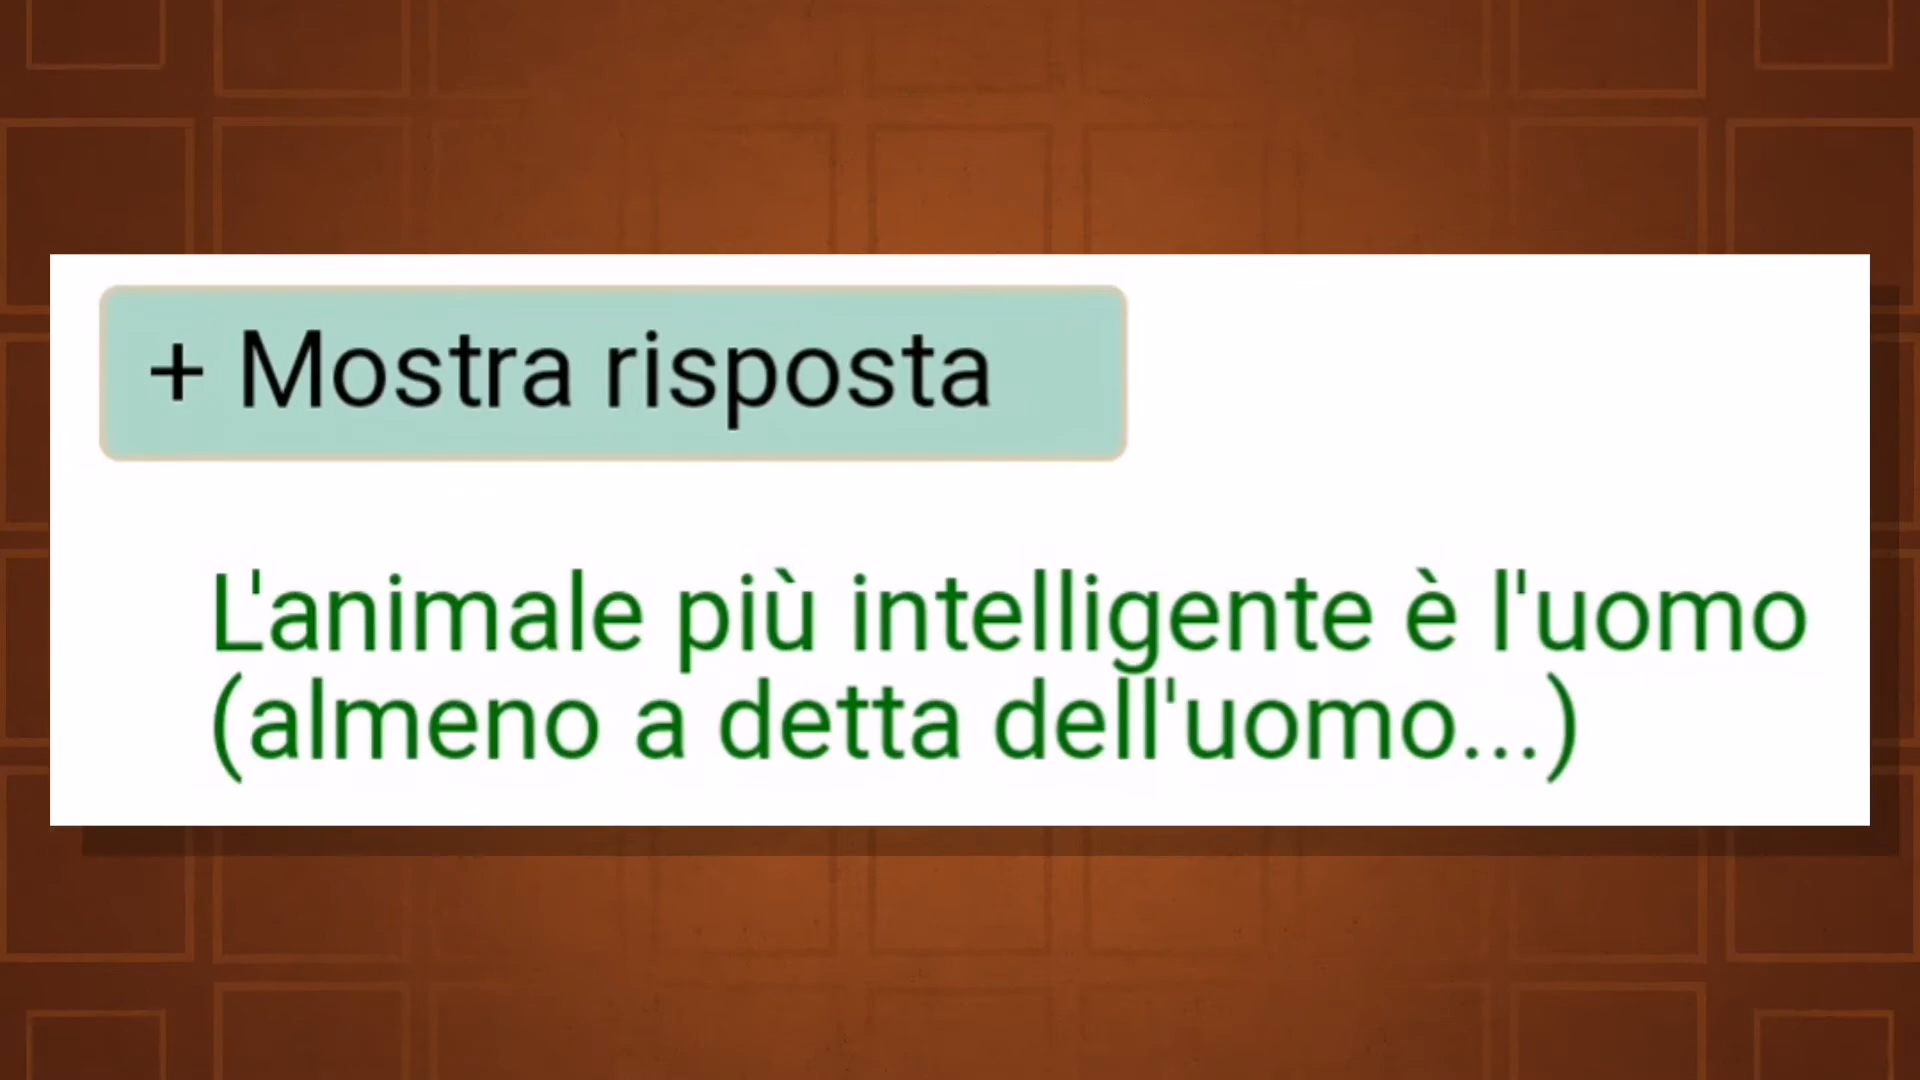 + Mostra risposta
L'animale più intelligente è l'uomo
(almeno a detta dell'uomo...)